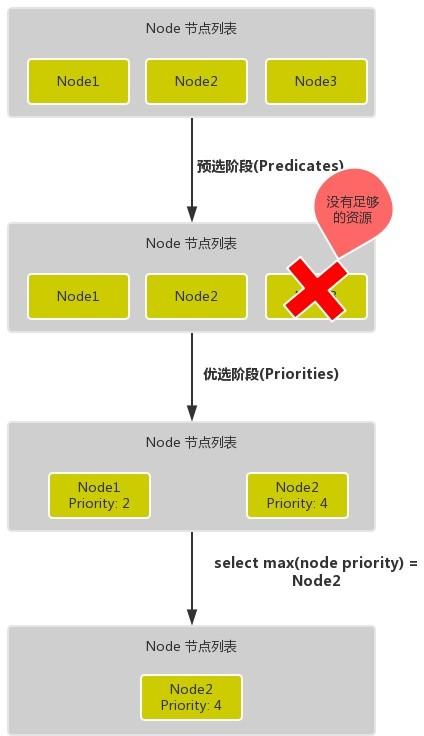 Node 节点列表
Node1
Node2
Node3
预选阶段(Predicates)
没有足够
的资源
Node 节点列表
Node1
Node2
优选阶段(Priorities)
Node 节点列表
Node1
Priority: 2
Node2
Priority: 4
select max(node priority) =
Node2
Node 节点列表
Node2
Priority: 4